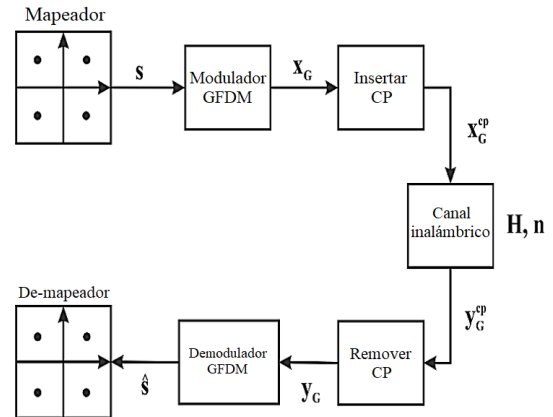 Mapeador
s
Modulador
GFDM
x_G
Insertar
CP
x_G^cp
Canal
inalámbrico
H, n
y_G^cp
De-mapeador
ŝ
Demodulador
GFDM
y_G
Remover
CP